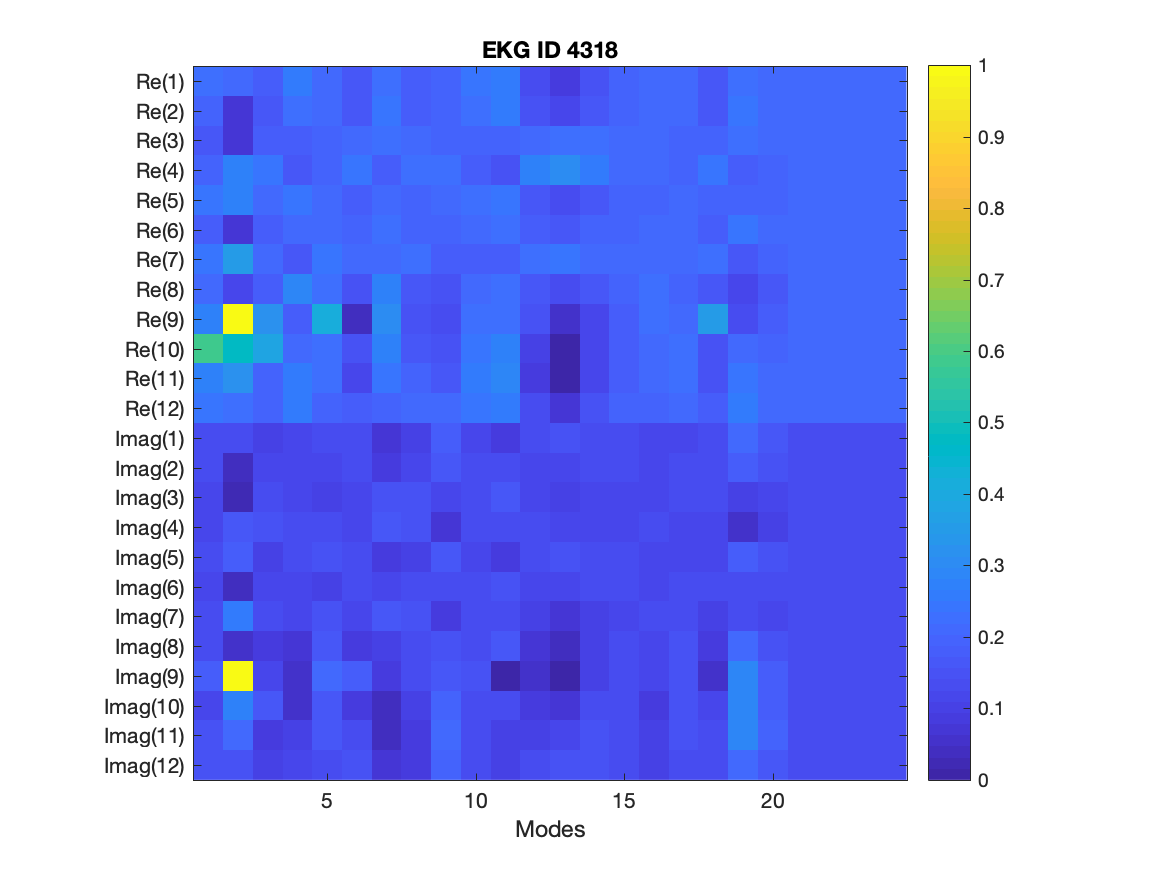 EKG ID 4318
Re(1)
Re(2)
Re(3)
Re(4)
Re(5)
Re(6)
Re(7)
Re(8)
Re(9)
Re(10)
Re(11)
Re(12)
Imag(1)
Imag(2)
Imag(3)
Imag(4)
Imag(5)
Imag(6)
Imag(7)
Imag(8)
Imag(9)
Imag(10)
Imag(11)
Imag(12)
5 10 15 20
Modes
1
0.9
0.8
0.7
0.6
0.5
0.4
0.3
0.2
0.1
0